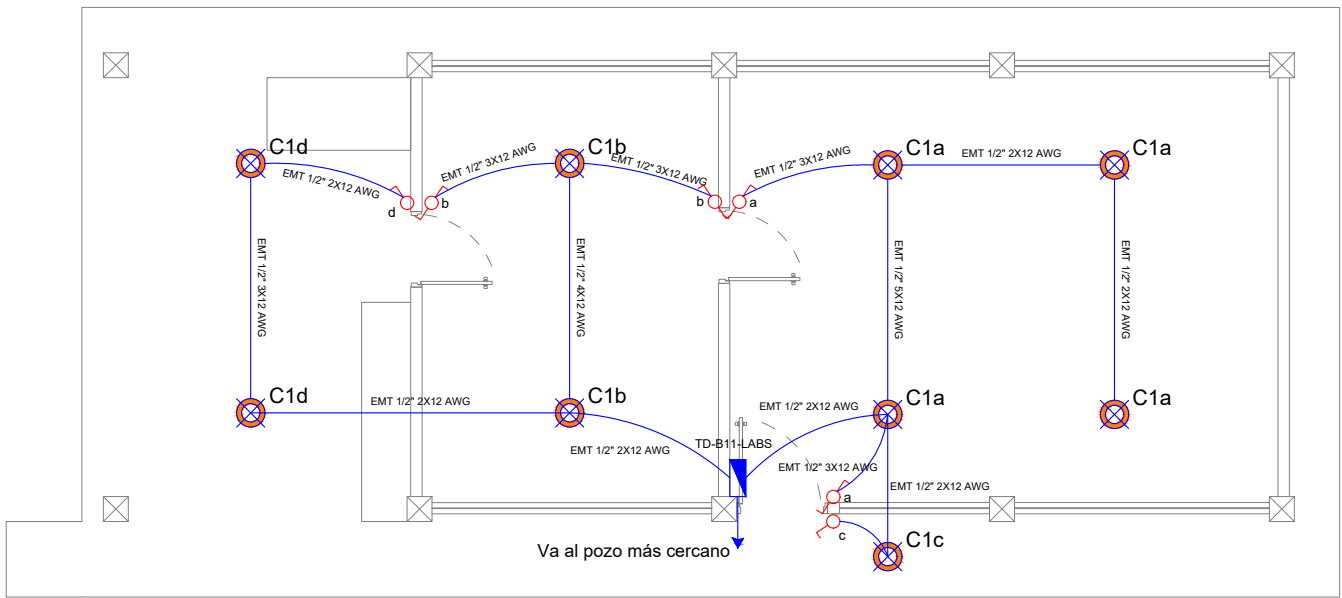 C1d
C1b
C1a
C1a
EMT 1/2" 2X12 AWG
EMT 1/2" 3X12 AWG
EMT 1/2" 3X12 AWG
EMT 1/2" 3X12 AWG
EMT 1/2" 2X12 AWG
d
b
b
a
EMT 1/2" 3X12 AWG
EMT 1/2" 4X12 AWG
EMT 1/2" 5X12 AWG
EMT 1/2" 2X12 AWG
C1d
C1b
C1a
C1a
EMT 1/2" 2X12 AWG
EMT 1/2" 2X12 AWG
EMT 1/2" 2X12 AWG
TD-B11-LABS
EMT 1/2" 3X12 AWG
EMT 1/2" 2X12 AWG
a
c
C1c
Va al pozo más cercano